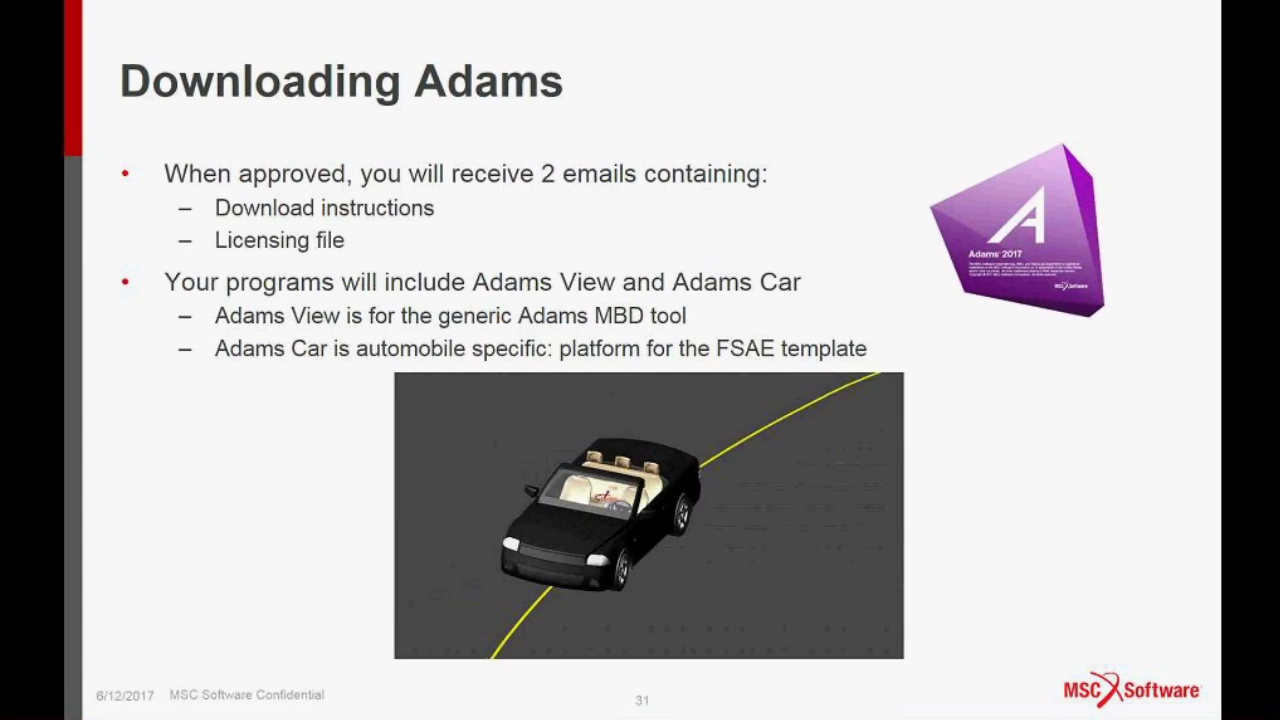 Downloading Adams
• When approved, you will receive 2 emails containing:
– Download instructions
– Licensing file
• Your programs will include Adams View and Adams Car
– Adams View is for the generic Adams MBD tool
– Adams Car is automobile specific: platform for the FSAE template
A
Adams 2017
MSC Software
6/12/2017 MSC Software Confidential
31
MSC Software